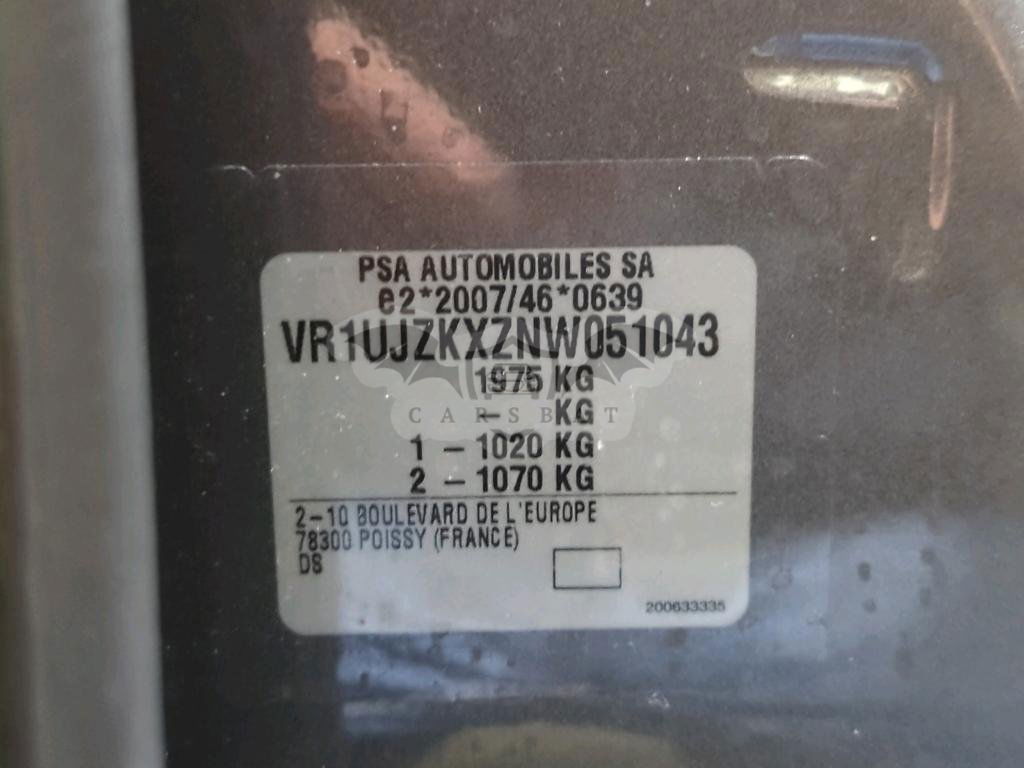 PSA AUTOMOBILES SA
e2*2007/46*0639
VR1UJZKXZNW051043
1975 KG
- KG
1 - 1020 KG
2 - 1070 KG
2-10 BOULEVARD DE L'EUROPE
78300 POISSY (FRANCE)
DS
200633335